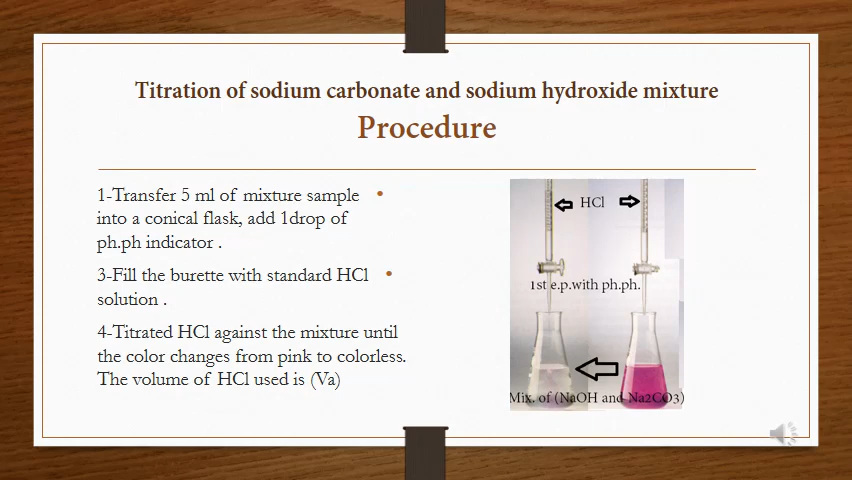 Titration of sodium carbonate and sodium hydroxide mixture
Procedure
1-Transfer 5 ml of mixture sample
into a conical flask, add 1drop of
ph.ph indicator .
3-Fill the burette with standard HCl
solution .
4-Titrated HCl against the mixture until
the color changes from pink to colorless.
The volume of HCl used is (Va)
HCl
1st e.p.with ph.ph.
Mix. of (NaOH and Na2CO3)